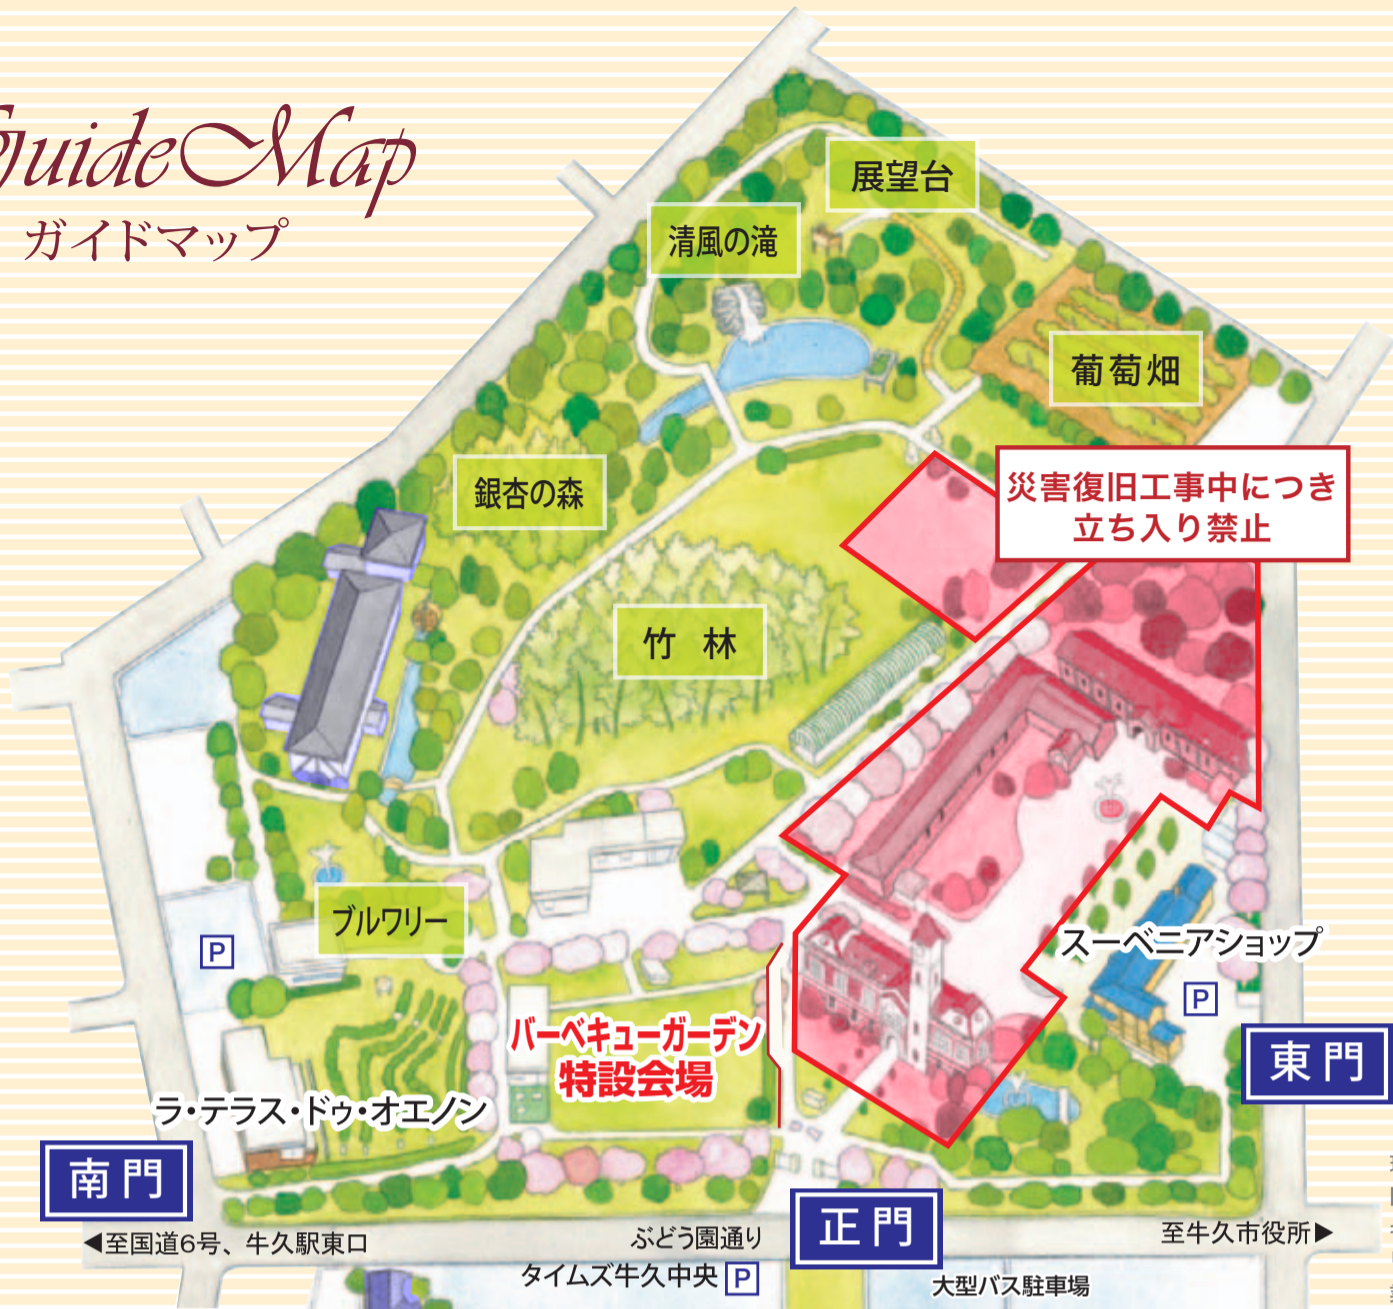 GuideMap
ガイドマップ
展望台
清風の滝
葡萄畑
災害復旧工事中につき
立ち入り禁止
銀杏の森
竹 林
ブルワリー
P
スーベニアショップ
P
バーベキューガーデン
特設会場
東門
ラ・テラス・ドゥ・オエノン
南門
正門
◀至国道6号、牛久駅東口
ぶどう園通り
至牛久市役所▶
タイムズ牛久中央 P
大型バス駐車場